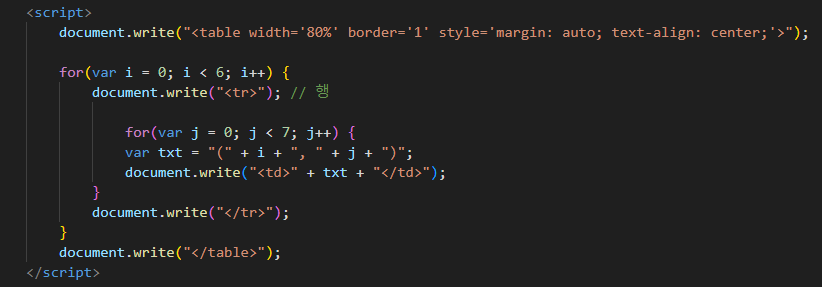 <script>
document.write("<table width='80%' border='1' style='margin: auto; text-align: center;'>");
for(var i = 0; i < 6; i++) {
document.write("<tr>"); // 행
for(var j = 0; j < 7; j++) {
var txt = "(" + i + ", " + j + ")";
document.write("<td>" + txt + "</td>");
}
document.write("</tr>");
}
document.write("</table>");
</script>